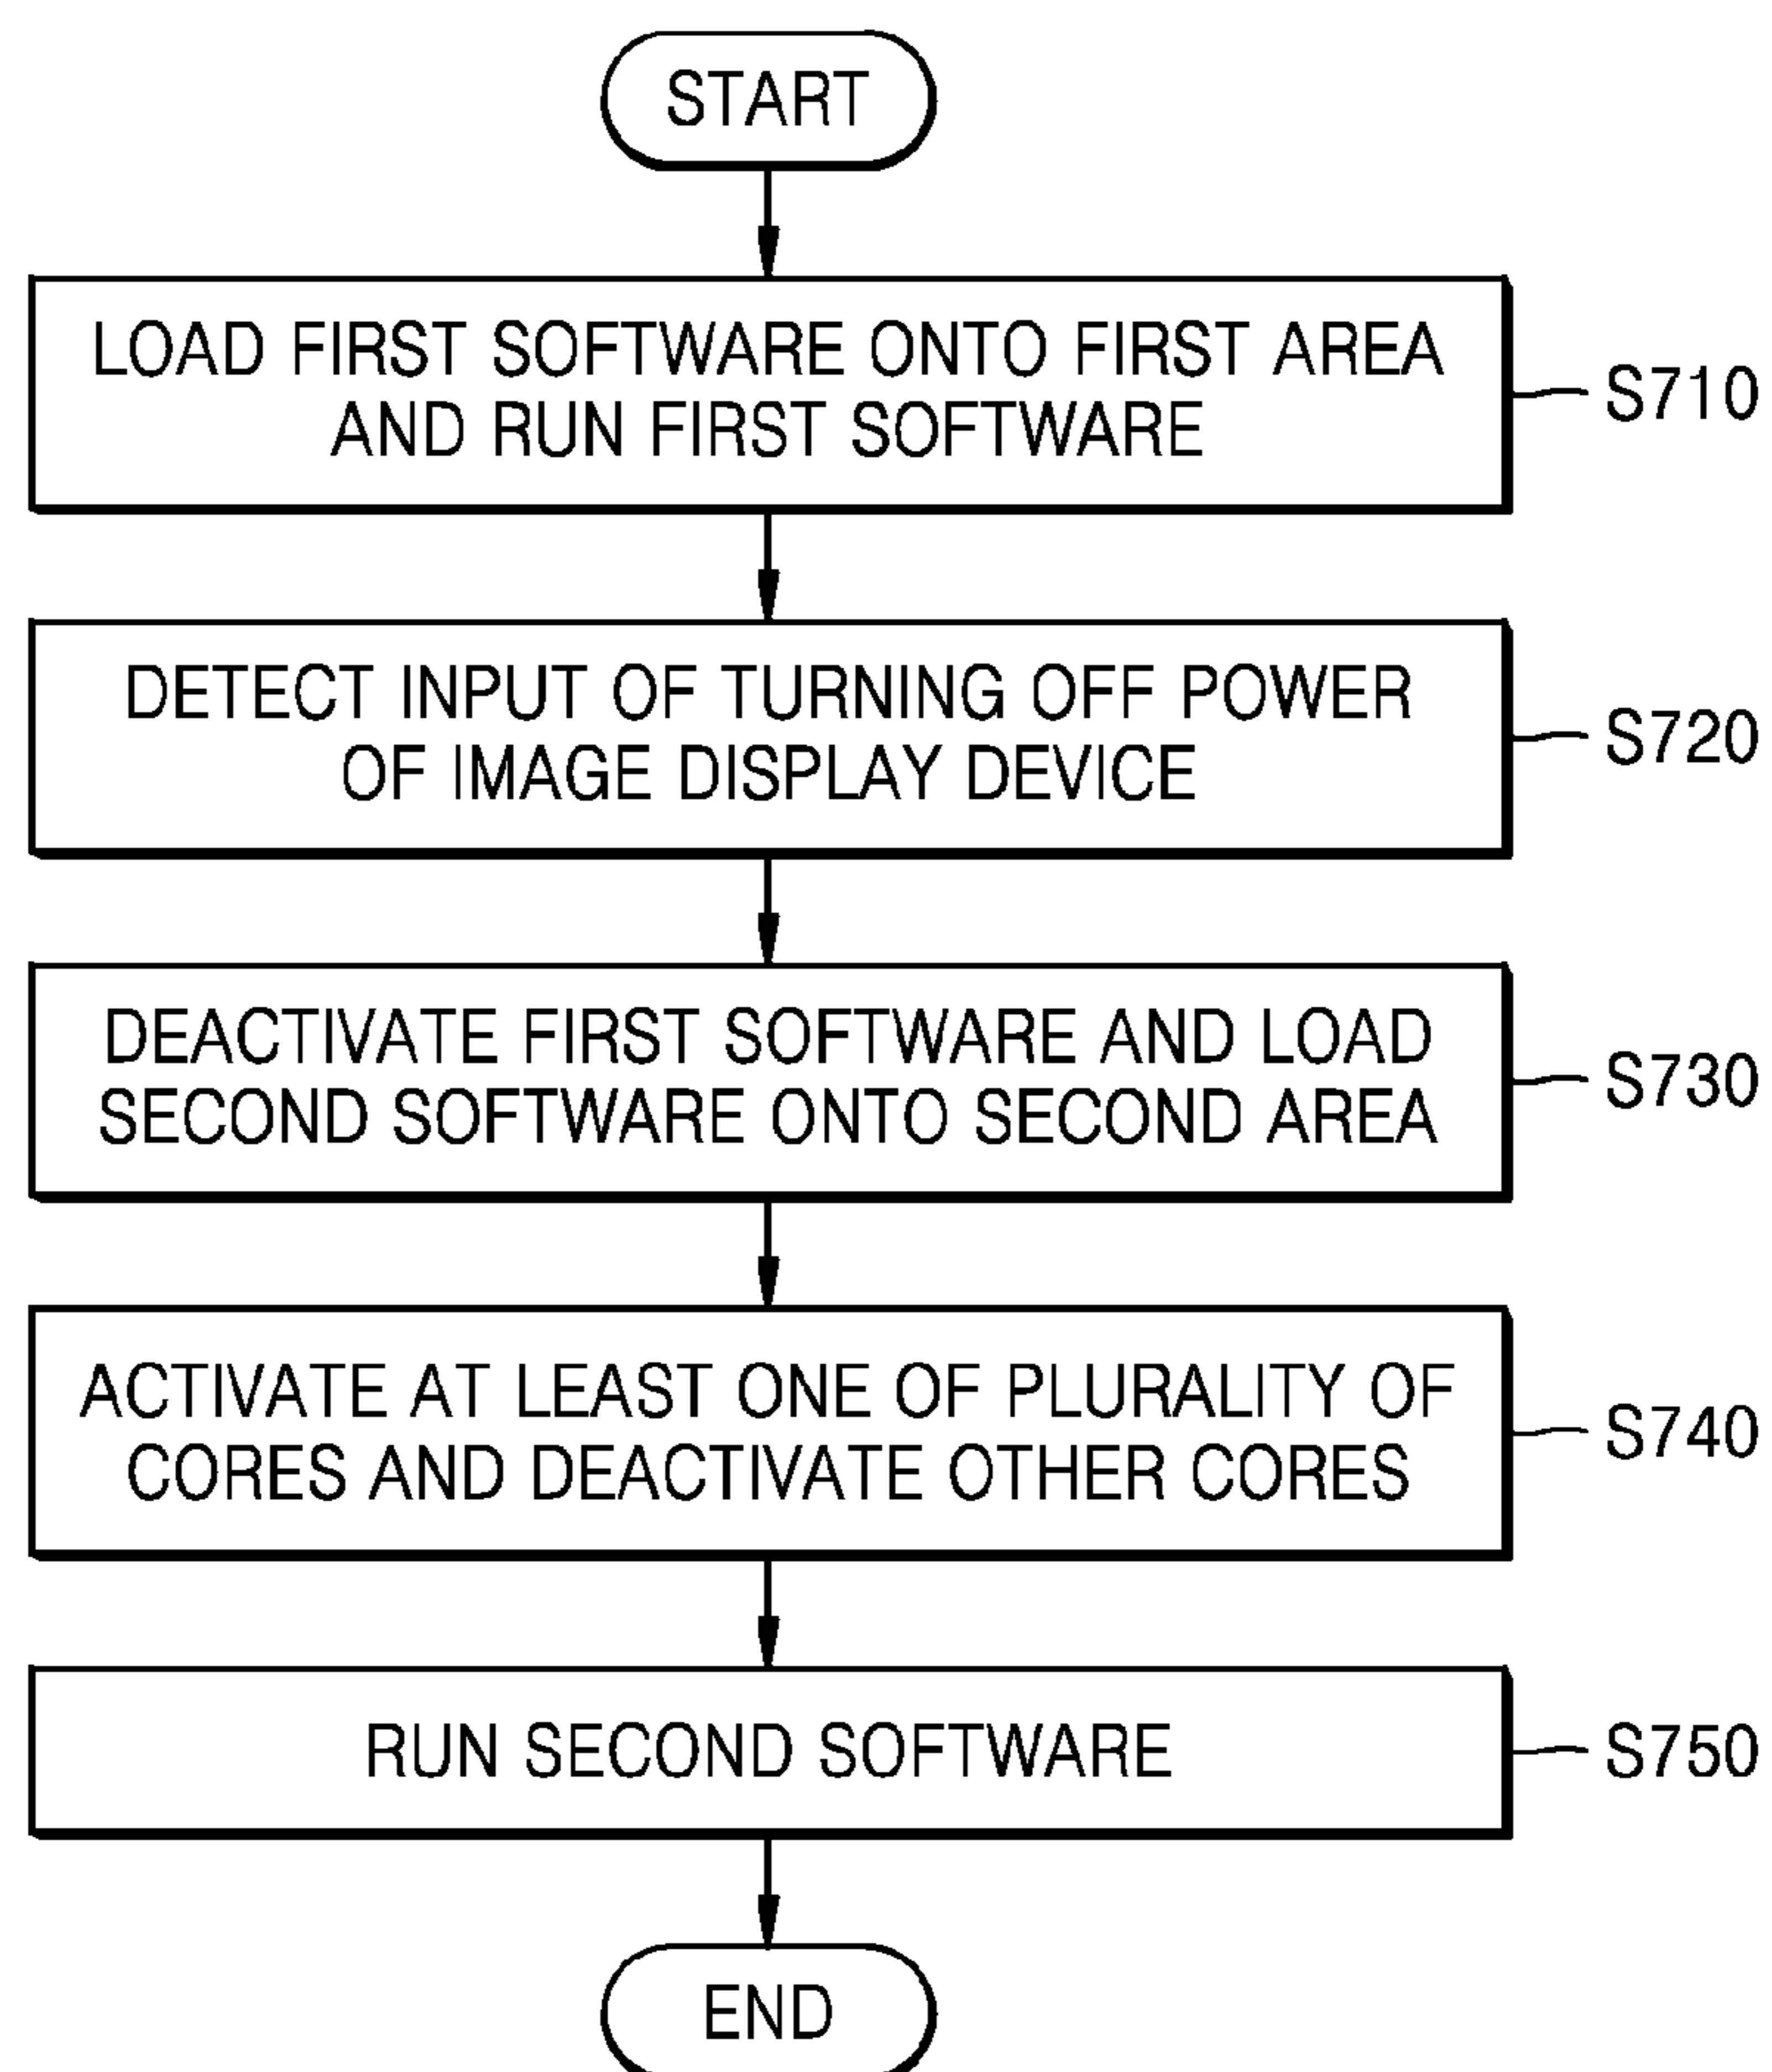 START
LOAD FIRST SOFTWARE ONTO FIRST AREA
AND RUN FIRST SOFTWARE
S710
DETECT INPUT OF TURNING OFF POWER
OF IMAGE DISPLAY DEVICE
S720
DEACTIVATE FIRST SOFTWARE AND LOAD
SECOND SOFTWARE ONTO SECOND AREA
S730
ACTIVATE AT LEAST ONE OF PLURALITY OF
CORES AND DEACTIVATE OTHER CORES
S740
RUN SECOND SOFTWARE
S750
END